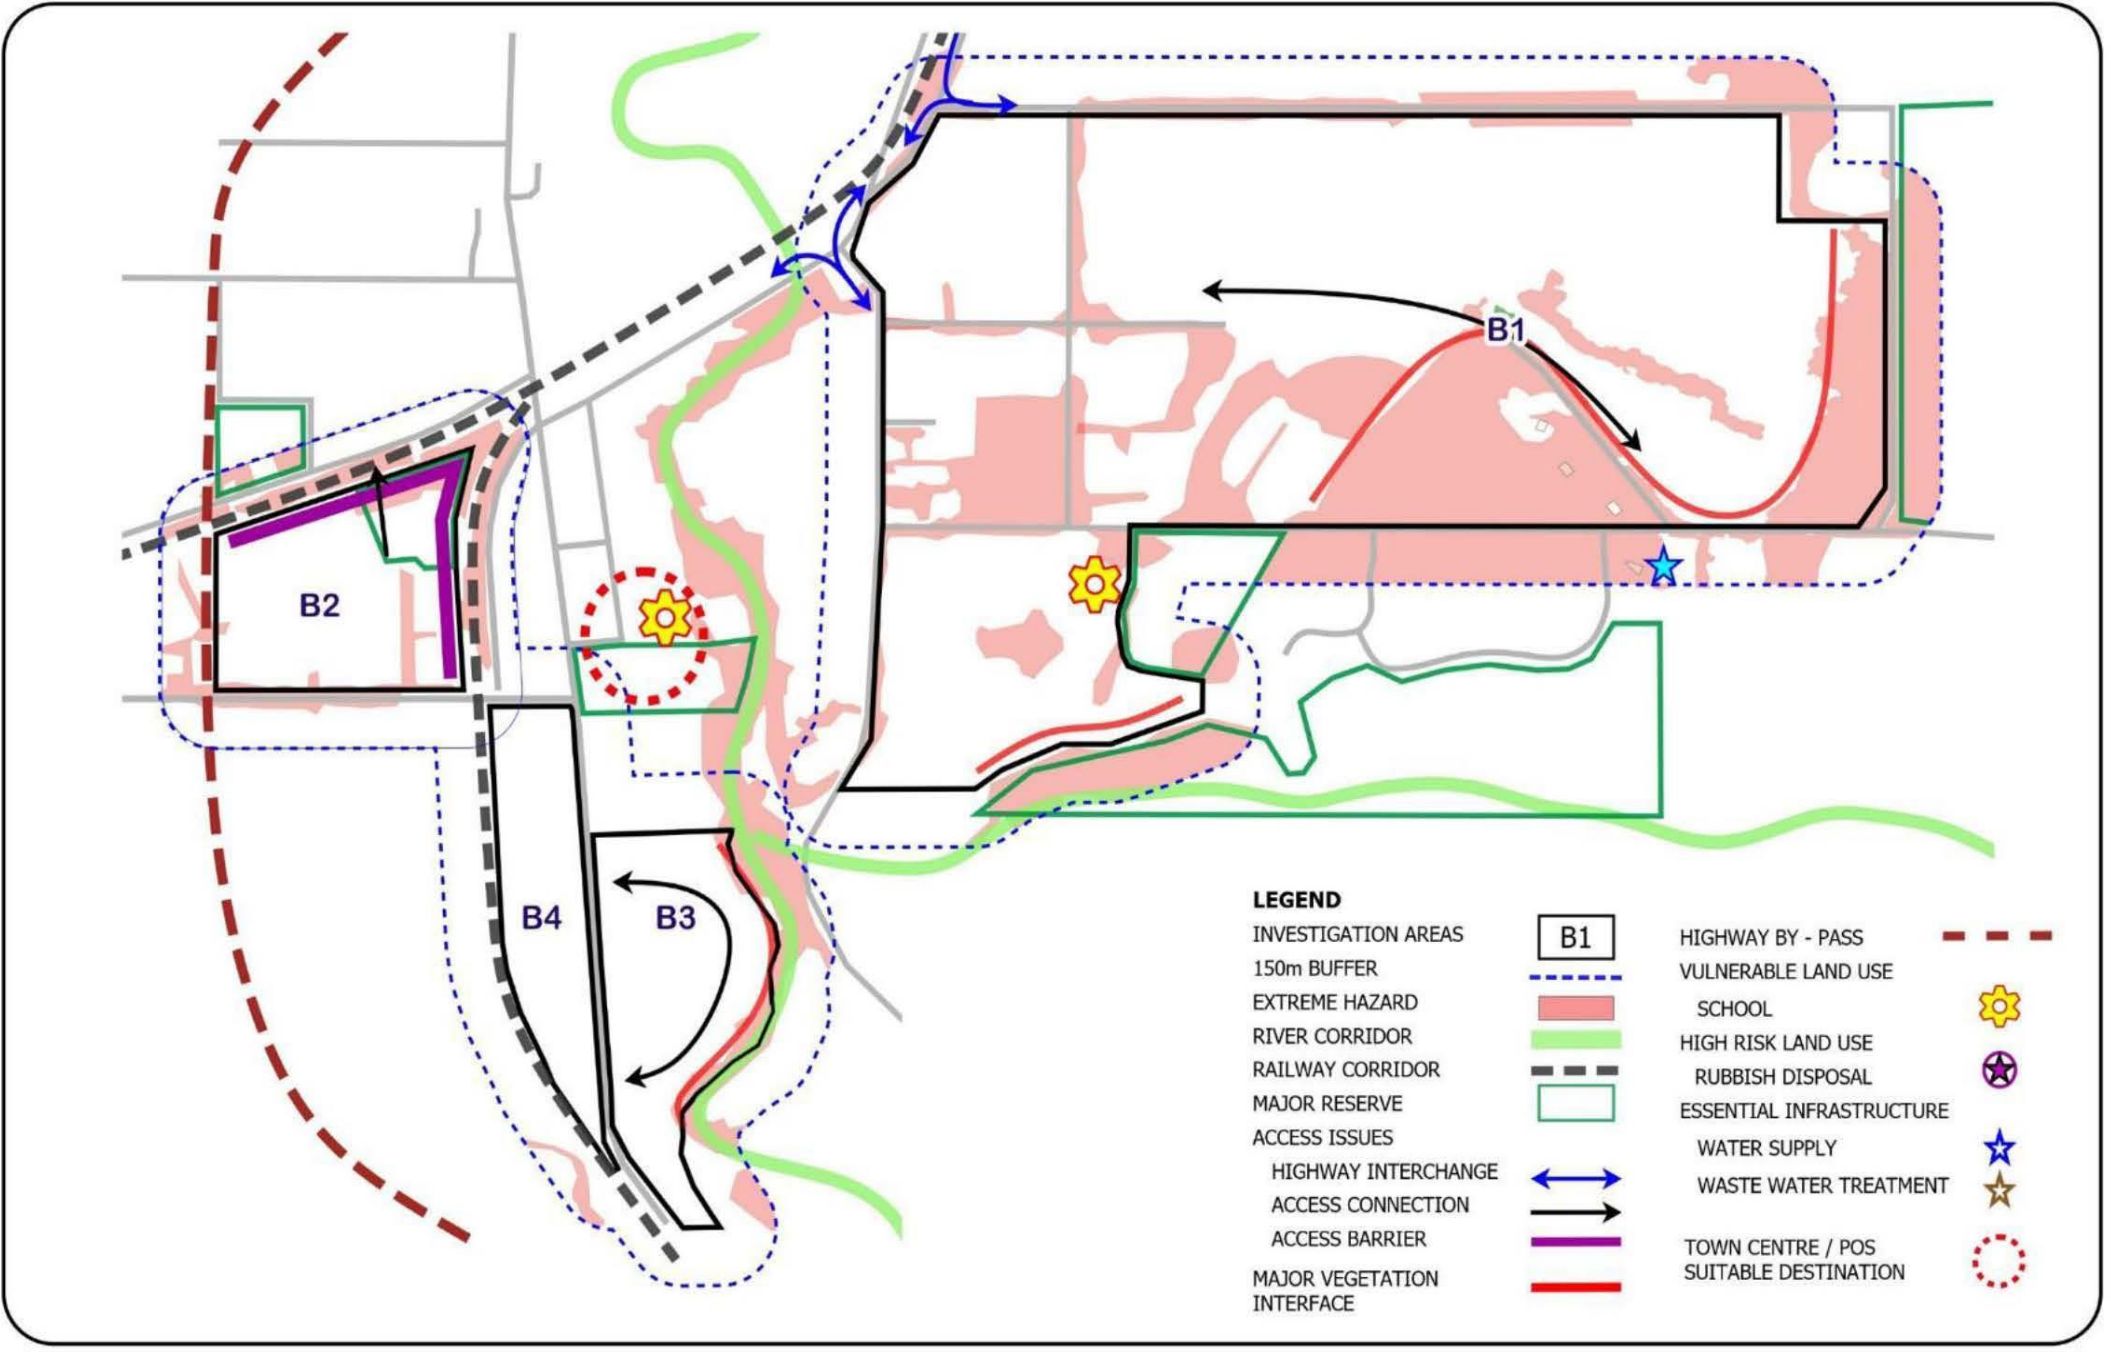 B1
B2
B4
B3
LEGEND
INVESTIGATION AREAS
B1
150m BUFFER
EXTREME HAZARD
RIVER CORRIDOR
RAILWAY CORRIDOR
MAJOR RESERVE
ACCESS ISSUES
HIGHWAY INTERCHANGE
ACCESS CONNECTION
ACCESS BARRIER
MAJOR VEGETATION
INTERFACE
HIGHWAY BY - PASS
VULNERABLE LAND USE
SCHOOL
HIGH RISK LAND USE
RUBBISH DISPOSAL
ESSENTIAL INFRASTRUCTURE
WATER SUPPLY
WASTE WATER TREATMENT
TOWN CENTRE / POS
SUITABLE DESTINATION